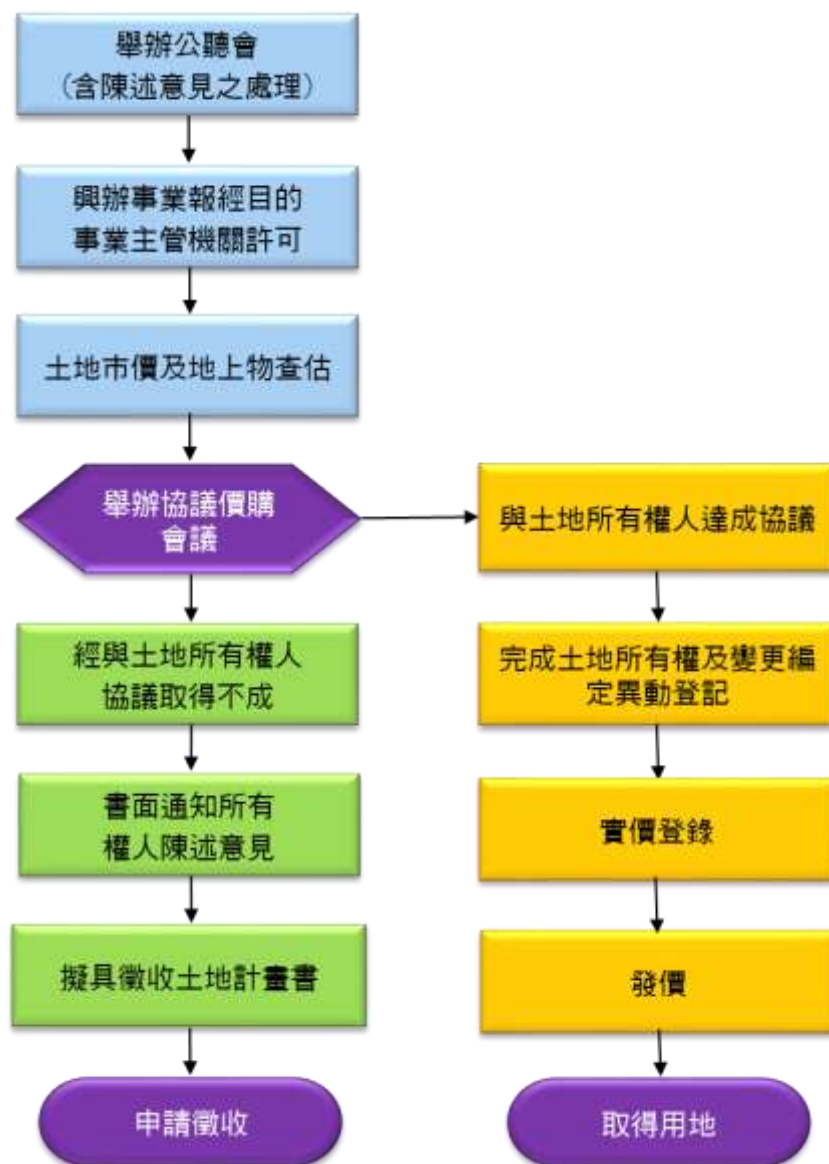 舉辦公聽會
(含陳述意見之處理)
興辦事業報經目的
事業主管機關許可
土地市價及地上物查估
舉辦協議價購
會議
經與土地所有權人
協議取得不成
書面通知所有
權人陳述意見
擬具徵收土地計畫書
申請徵收
與土地所有權人達成協議
完成土地所有權及變更編
定異動登記
實價登錄
發價
取得用地